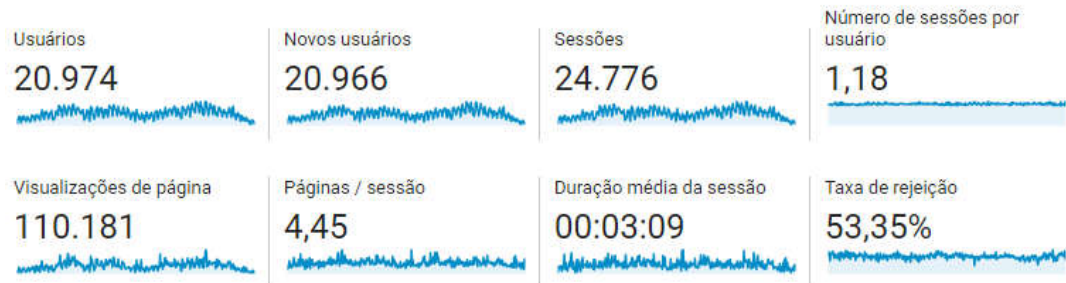 Usuários
20.974
Novos usuários
20.966
Sessões
24.776
Número de sessões por
usuário
1,18
Visualizações de página
110.181
Páginas / sessão
4,45
Duração média da sessão
00:03:09
Taxa de rejeição
53,35%